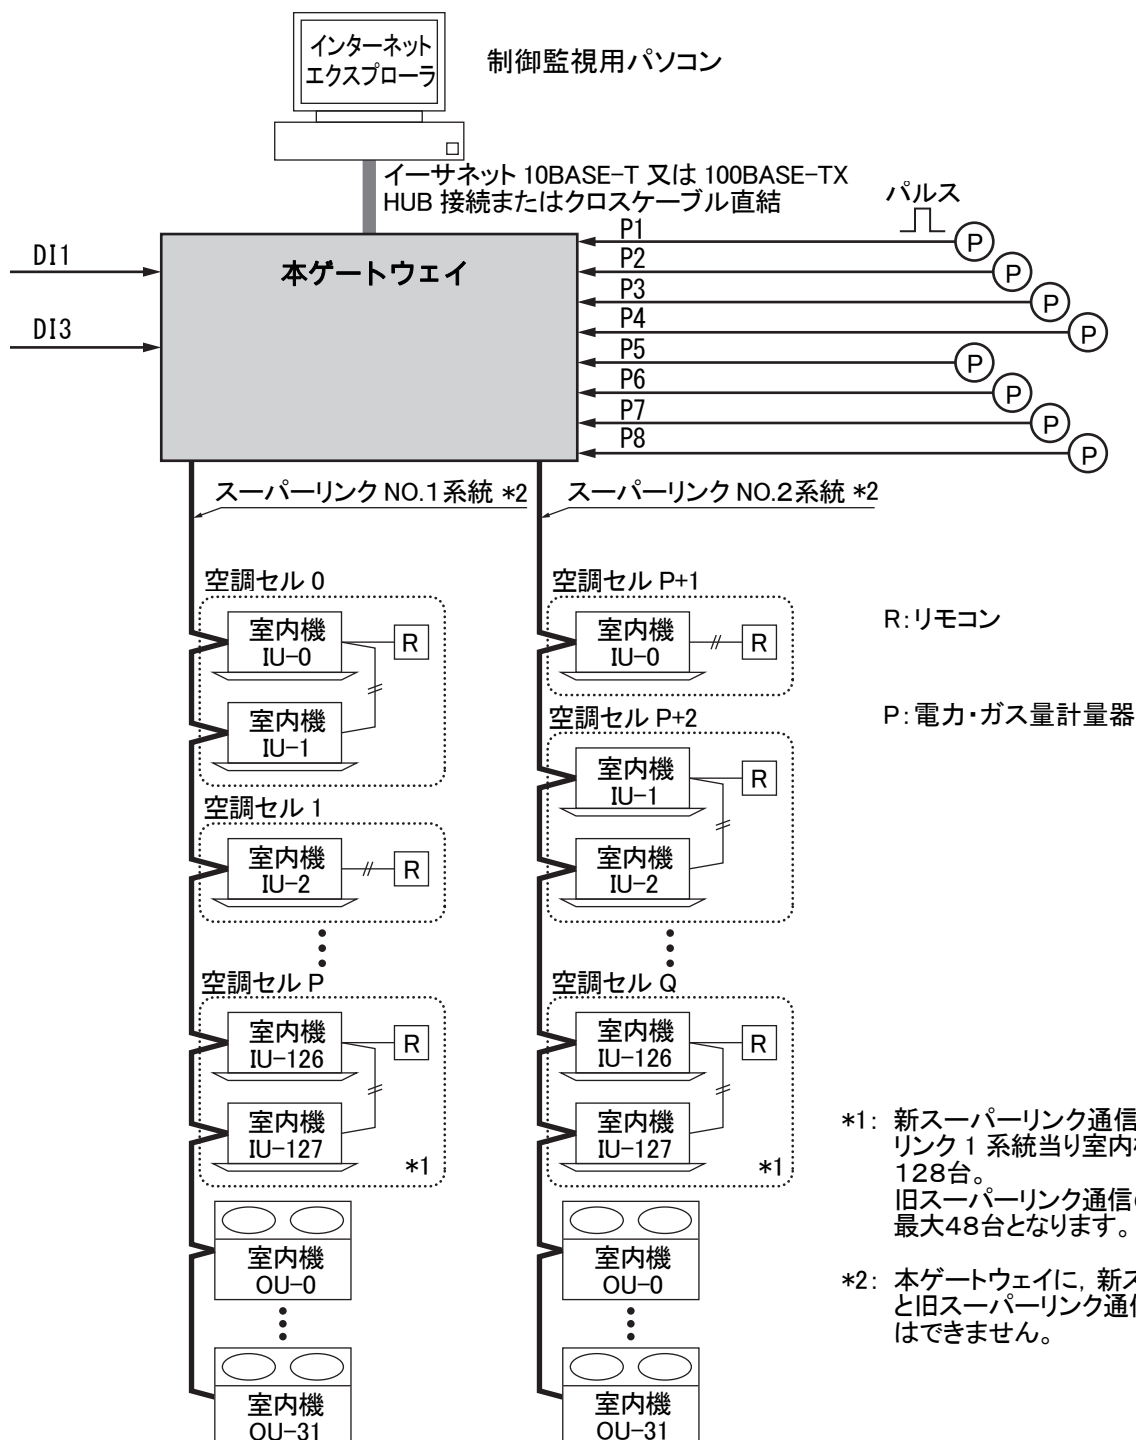 インターネット
エクスプローラ
制御監視用パソコン
イーサネット 10BASE-T 又は 100BASE-TX
HUB 接続またはクロスケーブル直結
パルス
DI1
DI3
本ゲートウェイ
P1
P
P2
P
P3
P
P4
P
P5
P
P6
P
P7
P
P8
P
スーパーリンク NO.1系統 *2
スーパーリンク NO.2系統 *2
空調セル 0
室内機
IU-0
R
室内機
IU-1
空調セル 1
室内機
IU-2
R
空調セル P
室内機
IU-126
R
室内機
IU-127
*1
室内機
OU-0
室内機
OU-31
空調セル P+1
室内機
IU-0
R
空調セル P+2
室内機
IU-1
R
室内機
IU-2
空調セル Q
室内機
IU-126
R
室内機
IU-127
*1
室内機
OU-0
室内機
OU-31
R:リモコン
P:電力・ガス量計量器
*1: 新スーパーリンク通信
リンク 1 系統当り室内
128台。
旧スーパーリンク通信
最大48台となります。
*2: 本ゲートウェイに, 新
と旧スーパーリンク通
はできません。